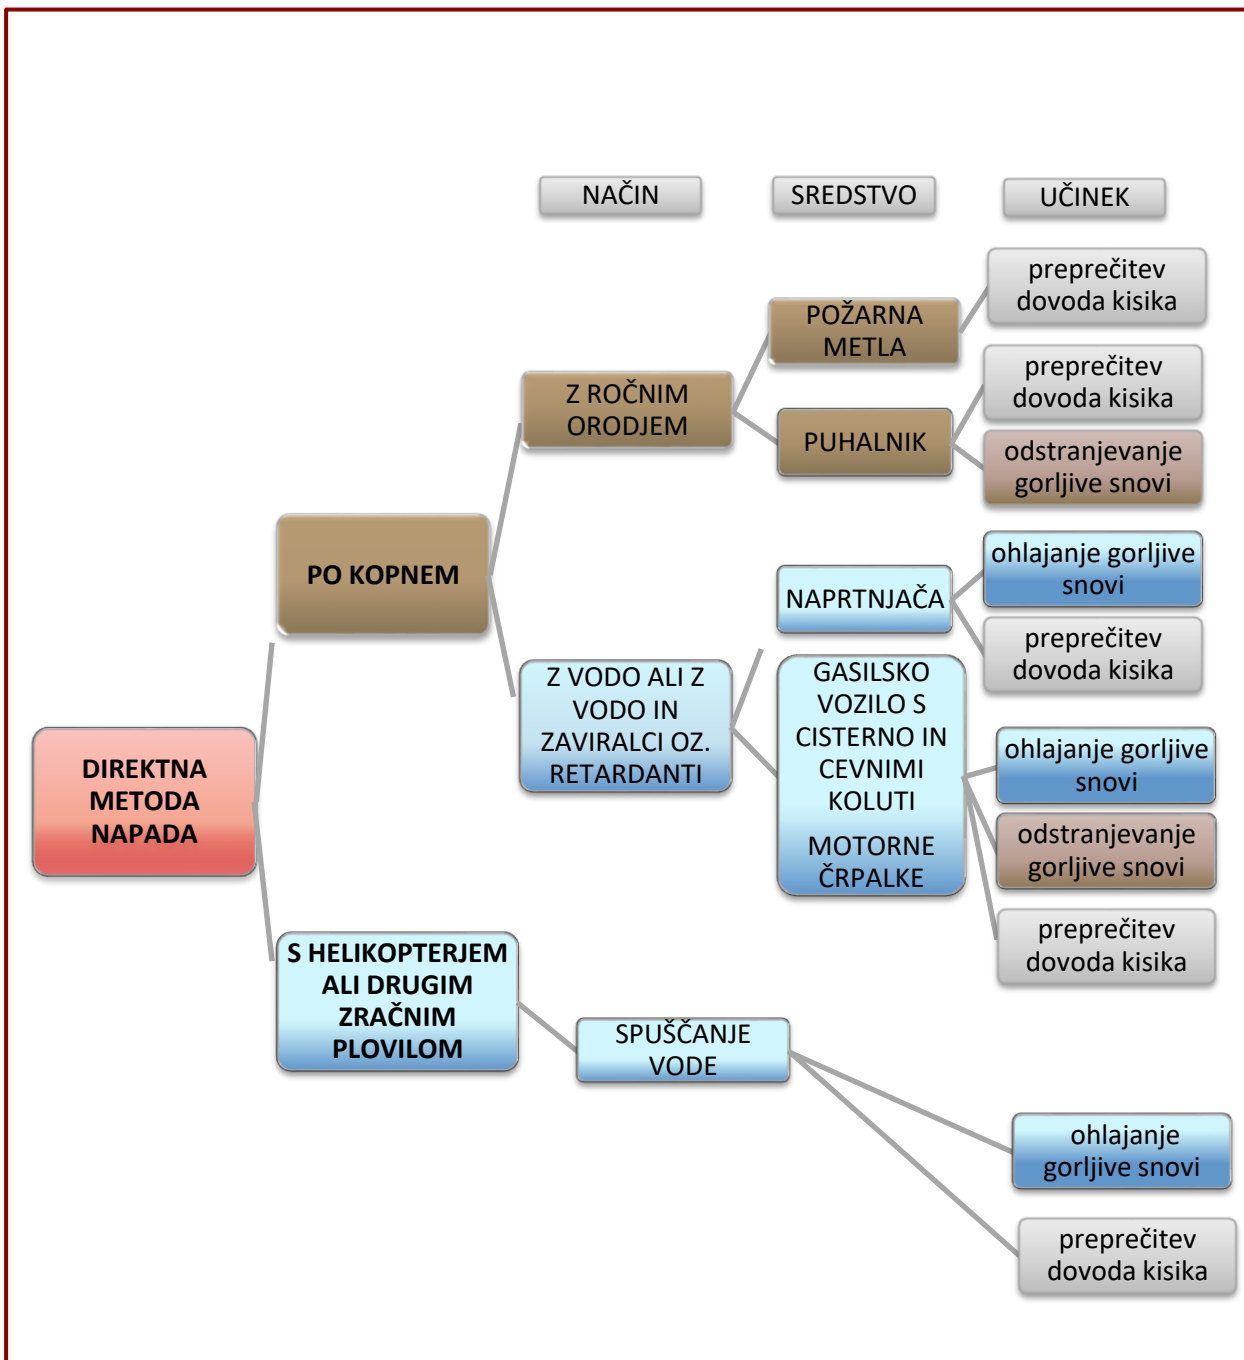 NAČIN
SREDSTVO
UČINEK
preprečitev
dovoda kisika
POŽARNA
METLA
preprečitev
dovoda kisika
Z ROČNIM
ORODJEM
PUHALNIK
odstranjevanje
gorljive snovi
PO KOPNEM
ohlajanje gorljive
snovi
NAPRTNJAČA
preprečitev
dovoda kisika
Z VODO ALI Z
VODO IN
ZAVIRALCI OZ.
RETARDANTI
GASILSKO
VOZILO S
CISTERNO IN
CEVNIMI
KOLUTI
MOTORNE
ČRPALKE
ohlajanje gorljive
snovi
DIREKTNA
METODA
NAPADA
odstranjevanje
gorljive snovi
preprečitev
dovoda kisika
S HELIKOPTERJEM
ALI DRUGIM
ZRAČNIM
PLOVILOM
SPUŠČANJE
VODE
ohlajanje
gorljive snovi
preprečitev
dovoda kisika